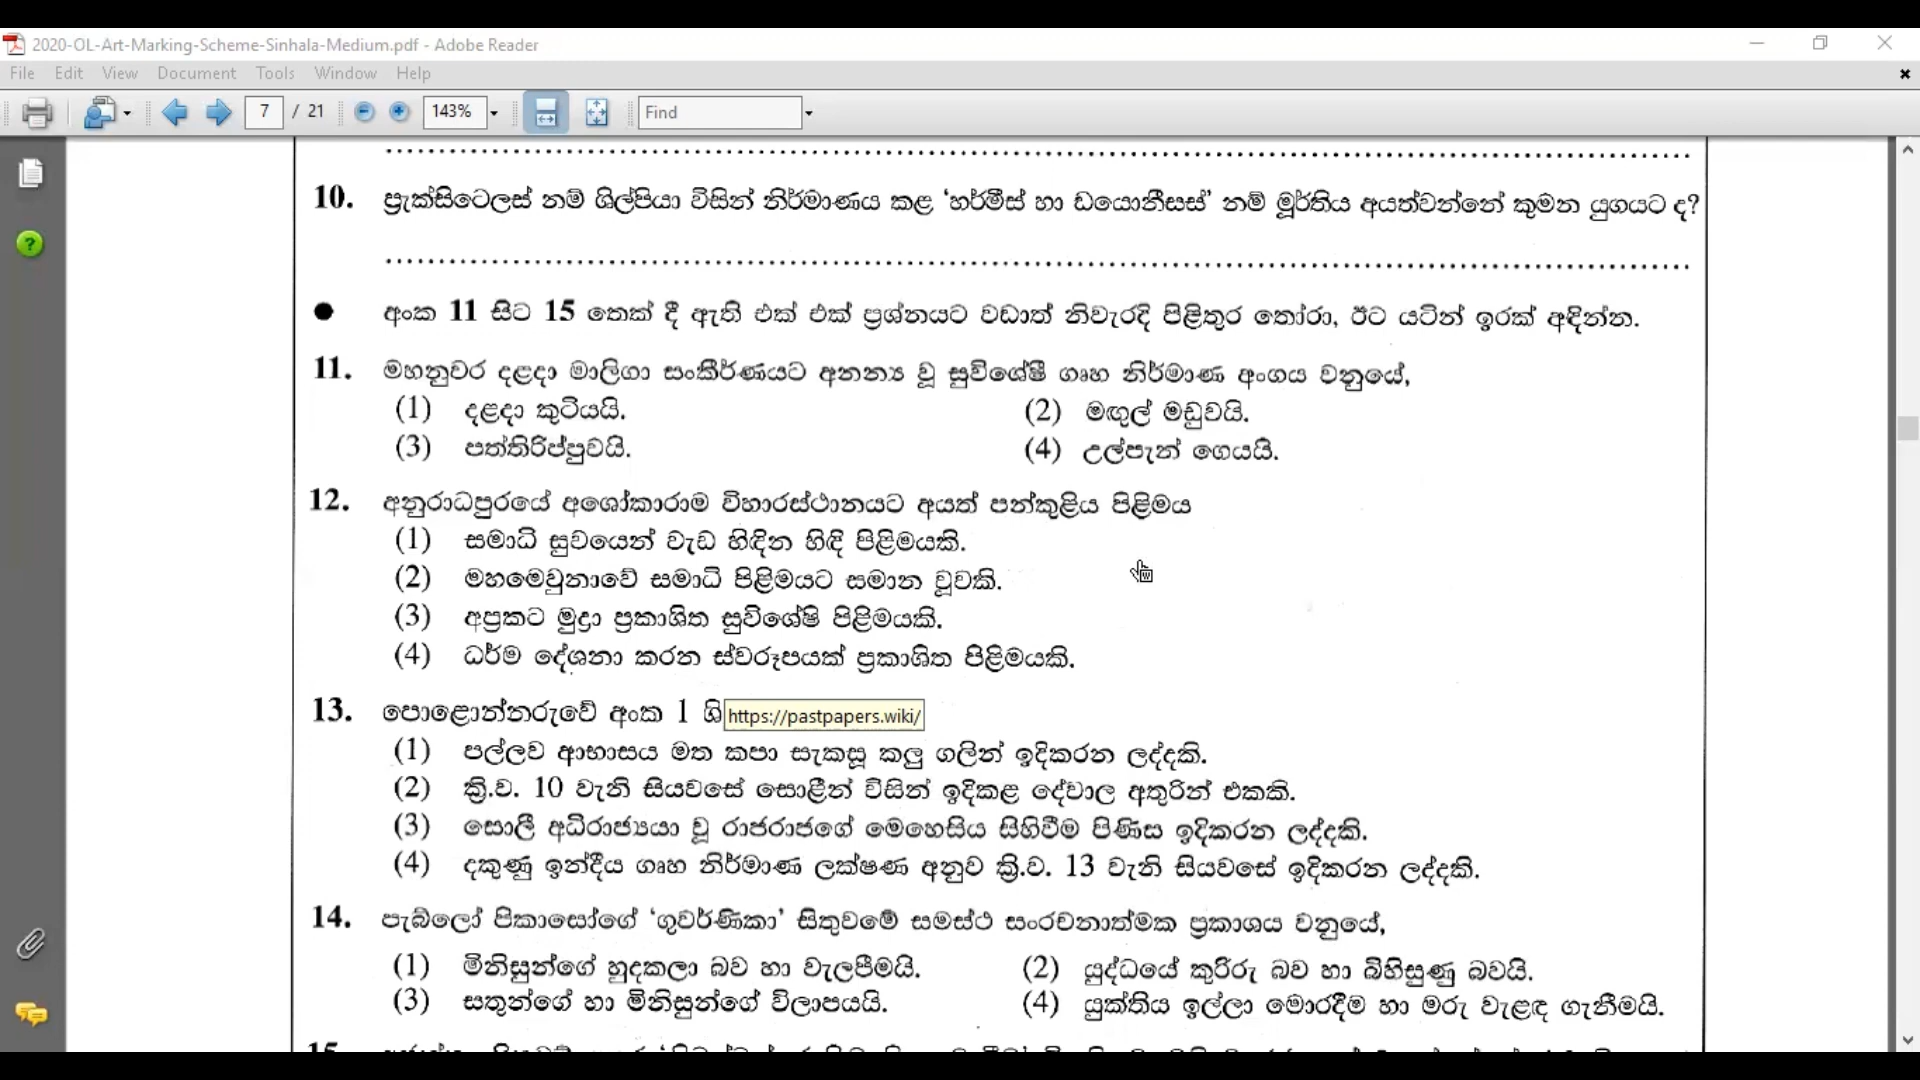 2020-OL-Art-Marking-Scheme-Sinhala-Medium.pdf - Adobe Reader
File Edit View Document Tools Window Help
7 / 21 143% Find
10. ප්‍රැක්සිටෙලස් නම් ශිල්පියා විසින් නිර්මාණය කළ ‘හර්මීස් හා ඩයොනීසස්’ නම් මූර්තිය අයත්වන්නේ කුමන යුගයට ද?
● අංක 11 සිට 15 තෙක් දී ඇති එක් එක් ප්‍රශ්නයට වඩාත් නිවැරදි පිළිතුර තෝරා, ඊට යටින් ඉරක් අඳින්න.
11. මහනුවර දළදා මාලිගා සංකීර්ණයට අනන්‍ය වූ සුවිශේෂී ගෘහ නිර්මාණ අංගය වනුයේ,
(1) දළදා කුටියයි. (2) මඟුල් මඩුවයි.
(3) පත්තිරිප්පුවයි. (4) උල්පැන් ගෙයයි.
12. අනුරාධපුරයේ අශෝකාරාම විහාරස්ථානයට අයත් පන්කුළිය පිළිමය
(1) සමාධි සුවයෙන් වැඩ හිඳින හිඳි පිළිමයකි.
(2) මහමෙවුනාවේ සමාධි පිළිමයට සමාන වූවකි.
(3) අප්‍රකට මුද්‍රා ප්‍රකාශිත සුවිශේෂි පිළිමයකි.
(4) ධර්ම දේශනා කරන ස්වරූපයක් ප්‍රකාශිත පිළිමයකි.
13. පොළොන්නරුවේ අංක 1 ශි https://pastpapers.wiki/
(1) පල්ලව ආභාසය මත කපා සැකසූ කලු ගලින් ඉදිකරන ලද්දකි.
(2) ක්‍රි.ව. 10 වැනි සියවසේ සොළීන් විසින් ඉදිකළ දේවාල අතුරින් එකකි.
(3) සොලී අධිරාජ්‍යයා වූ රාජරාජගේ මෙහෙසිය සිහිවීම පිණිස ඉදිකරන ලද්දකි.
(4) දකුණු ඉන්දීය ගෘහ නිර්මාණ ලක්ෂණ අනුව ක්‍රි.ව. 13 වැනි සියවසේ ඉදිකරන ලද්දකි.
14. පැබ්ලෝ පිකාසෝගේ ‘ගුවර්ණිකා’ සිතුවමේ සමස්ථ සංරචනාත්මක ප්‍රකාශය වනුයේ,
(1) මිනිසුන්ගේ හුදකලා බව හා වැලපීමයි. (2) යුද්ධයේ කුරිරු බව හා බිහිසුණු බවයි.
(3) සතුන්ගේ හා මිනිසුන්ගේ විලාපයයි. (4) යුක්තිය ඉල්ලා මොරදීම හා මරු වැළඳ ගැනීමයි.
15.